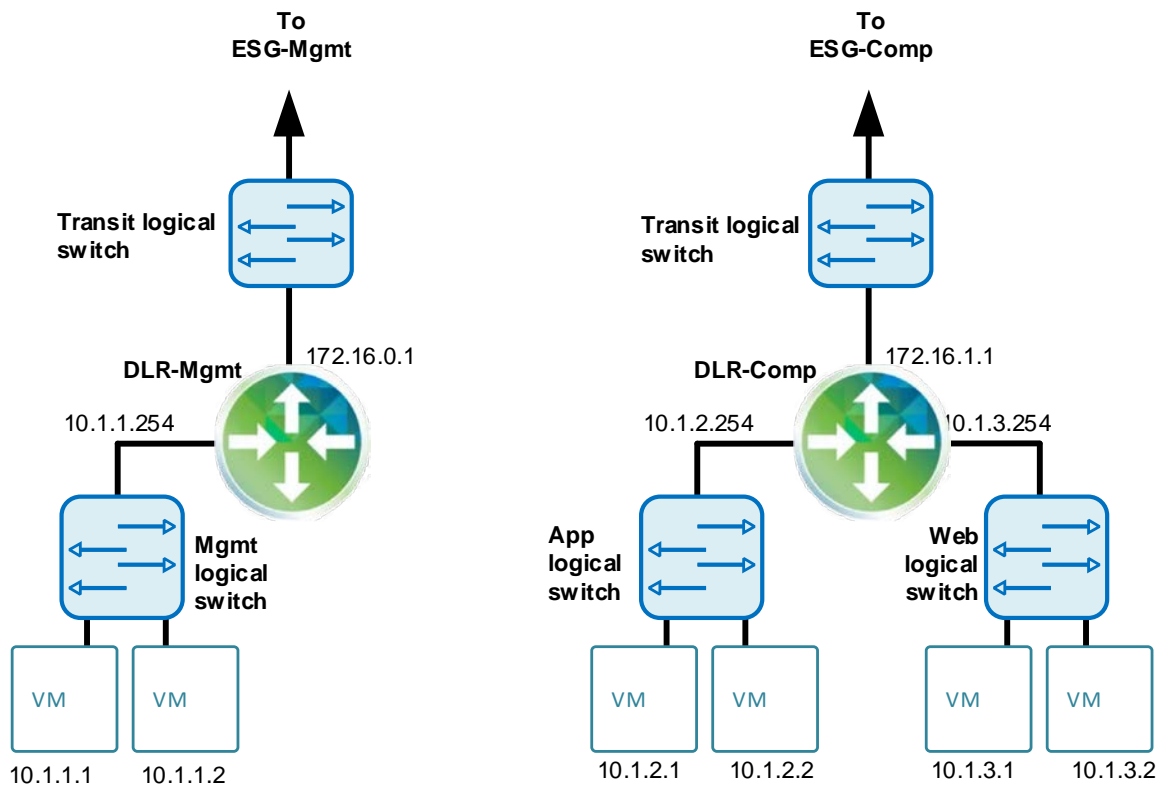 To
ESG-Mgmt
To
ESG-Comp
Transit logical
switch
Transit logical
switch
172.16.0.1
DLR-Mgmt
172.16.1.1
DLR-Comp
10.1.1.254
10.1.2.254
10.1.3.254
Mgmt
logical
switch
App
logical
switch
Web
logical
switch
VM
VM
VM
VM
VM
VM
10.1.1.1
10.1.1.2
10.1.2.1
10.1.2.2
10.1.3.1
10.1.3.2